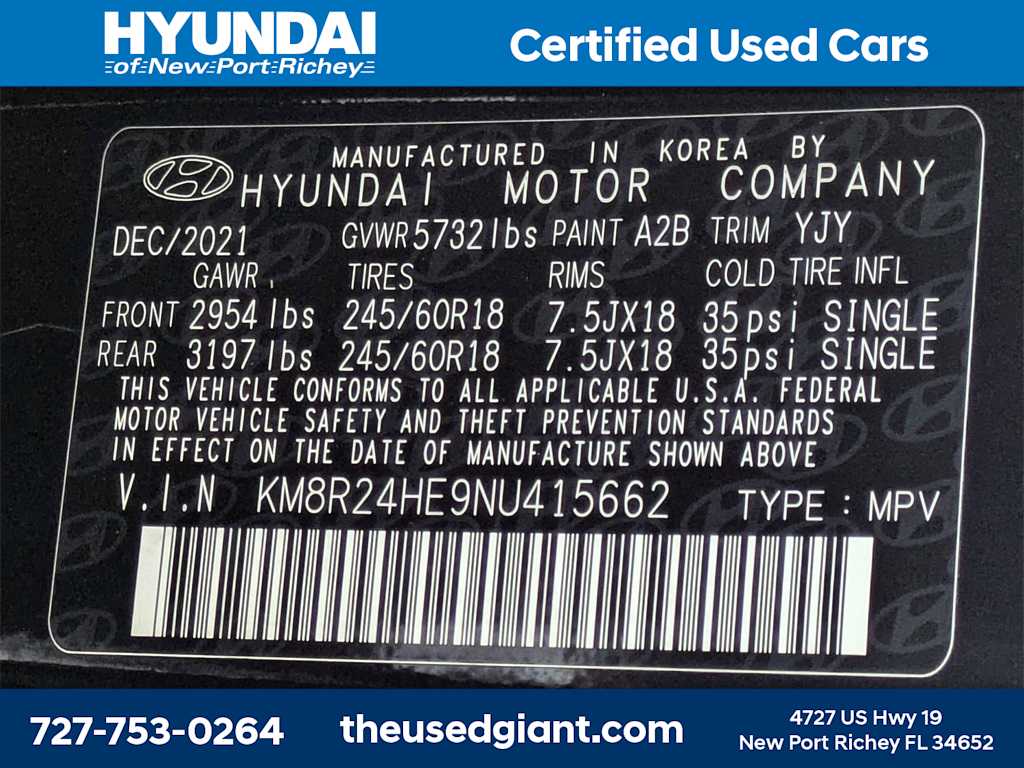 HYUNDAI
of New Port Richey
Certified Used Cars
MANUFACTURED IN KOREA BY
HYUNDAI MOTOR COMPANY
DEC/2021 GVWR 5732 lbs PAINT A2B TRIM YJY
GAWR. TIRES RIMS COLD TIRE INFL
FRONT 2954 lbs 245/60R18 7.5JX18 35psi SINGLE
REAR 3197 lbs 245/60R18 7.5JX18 35psi SINGLE
THIS VEHICLE CONFORMS TO ALL APPLICABLE U.S.A. FEDERAL
MOTOR VEHICLE SAFETY AND THEFT PREVENTION STANDARDS
IN EFFECT ON THE DATE OF MANUFACTURE SHOWN ABOVE
V.I.N KM8R24HE9NU415662 TYPE : MPV
727-753-0264
theusedgiant.com
4727 US Hwy 19
New Port Richey FL 34652